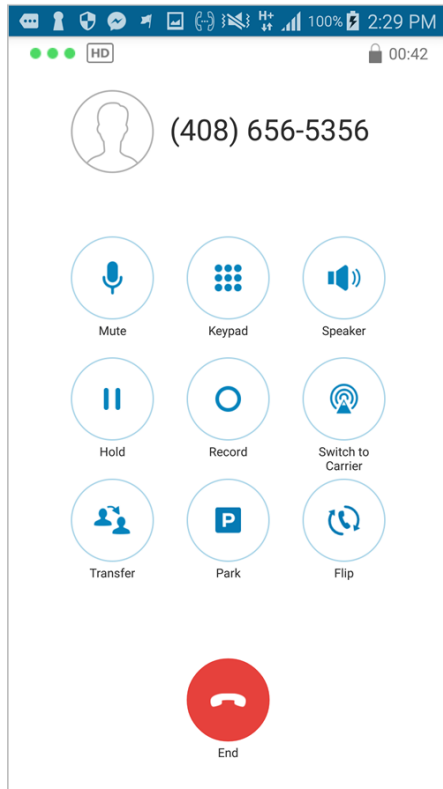 H+ 100% 2:29 PM
HD 00:42
(408) 656-5356
Mute Keypad Speaker
Hold Record Switch to
Carrier
P
Transfer Park Flip
End